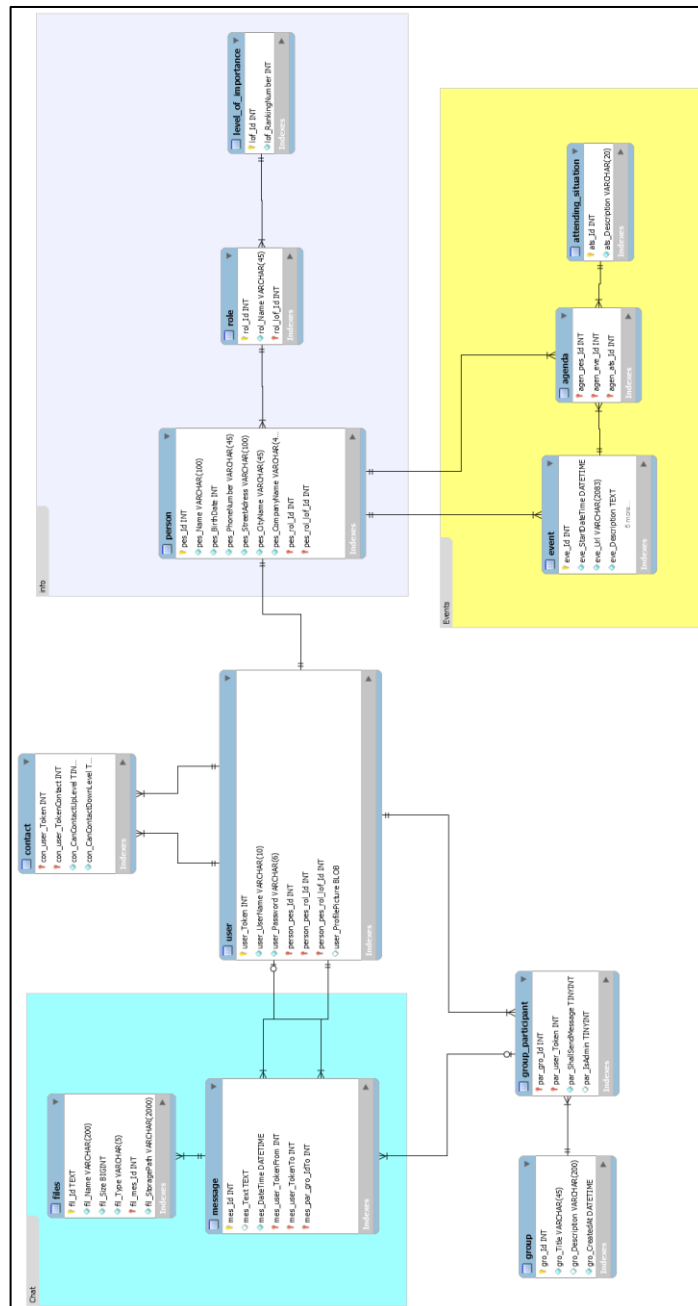 Chat
files
fil_Id TEXT
fil_Name VARCHAR(200)
fil_Size BIGINT
fil_Type VARCHAR(5)
fil_mes_Id INT
fil_StoragePath VARCHAR(2000)
Indexes
message
mes_Id INT
mes_Text TEXT
mes_DateTime DATETIME
mes_user_TokenFrom INT
mes_user_TokenTo INT
mes_par_gro_IdTo INT
Indexes
contact
con_user_Token INT
con_user_TokenContact INT
con_CanContactUpLevel TIN...
con_CanContactDownLevel T...
Indexes
user
user_Token INT
user_UserName VARCHAR(10)
user_Password VARCHAR(6)
person_pes_Id INT
person_pes_rol_Id INT
person_pes_rol_lof_Id INT
user_ProfilePicture BLOB
Indexes
info
person
pes_Id INT
pes_Name VARCHAR(100)
pes_BirthDate INT
pes_PhoneNumber VARCHAR(45)
pes_StreetAdress VARCHAR(100)
pes_CityName VARCHAR(45)
pes_CompanyName VARCHAR(4...
pes_rol_Id INT
pes_rol_lof_Id INT
Indexes
role
rol_Id INT
rol_Name VARCHAR(45)
rol_lof_Id INT
Indexes
level_of_importance
lof_Id INT
lof_RankingNumber INT
Indexes
group
gro_Id INT
gro_Title VARCHAR(45)
gro_Description VARCHAR(200)
gro_CreatedAt DATETIME
Indexes
group_participant
par_gro_Id INT
par_user_Token INT
par_ShallSendMessage TINYINT
par_IsAdmin TINYINT
Indexes
Events
event
eve_Id INT
eve_StartDateTime DATETIME
eve_Url VARCHAR(2083)
eve_Description TEXT
6 more...
Indexes
agenda
agen_pes_Id INT
agen_eve_Id INT
agen_ats_Id INT
Indexes
attending_situation
ats_Id INT
ats_Description VARCHAR(20)
Indexes